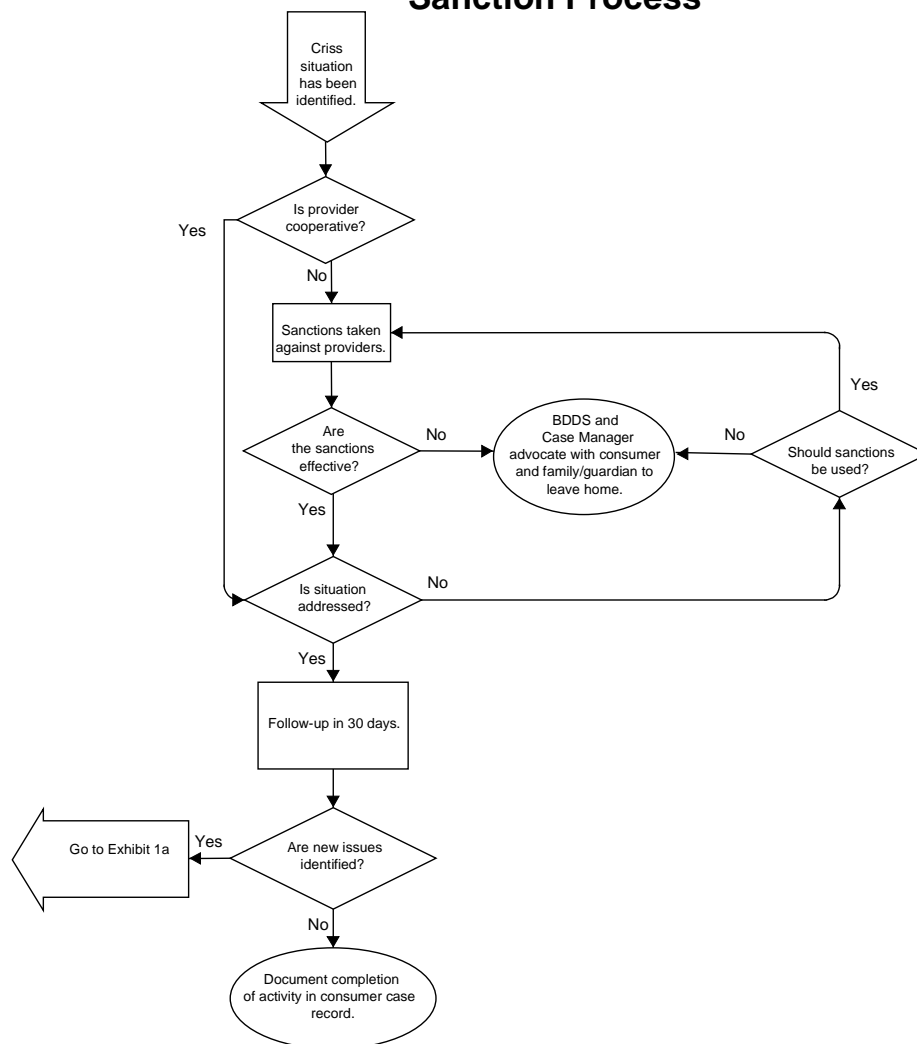 Sanction Process
Criss
situation
has been
identified.
Is provider
cooperative?
Yes
No
Sanctions taken
against providers.
Yes
Are
the sanctions
effective?
No
BDDS and
Case Manager
advocate with consumer
and family/guardian to
leave home.
No
Should sanctions
be used?
Yes
Is situation
addressed?
No
Yes
Follow-up in 30 days.
Go to Exhibit 1a
Yes
Are new issues
identified?
No
Document completion
of activity in consumer case
record.